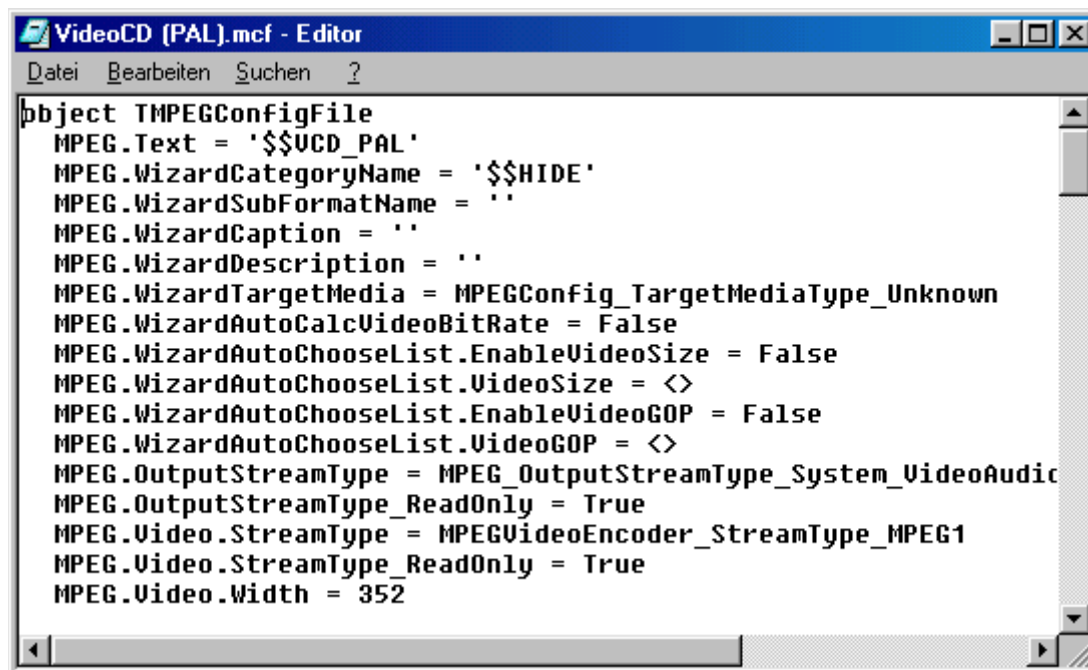 VideoCD (PAL).mcf - Editor
Datei Bearbeiten Suchen ?
object TMPEGConfigFile
  MPEG.Text = '$$VCD_PAL'
  MPEG.WizardCategoryName = '$$HIDE'
  MPEG.WizardSubFormatName = ''
  MPEG.WizardCaption = ''
  MPEG.WizardDescription = ''
  MPEG.WizardTargetMedia = MPEGConfig_TargetMediaType_Unknown
  MPEG.WizardAutoCalcVideoBitRate = False
  MPEG.WizardAutoChooseList.EnableVideoSize = False
  MPEG.WizardAutoChooseList.VideoSize = <>
  MPEG.WizardAutoChooseList.EnableVideoGOP = False
  MPEG.WizardAutoChooseList.VideoGOP = <>
  MPEG.OutputStreamType = MPEG_OutputStreamType_System_VideoAudio
  MPEG.OutputStreamType_ReadOnly = True
  MPEG.Video.StreamType = MPEGVideoEncoder_StreamType_MPEG1
  MPEG.Video.StreamType_ReadOnly = True
  MPEG.Video.Width = 352